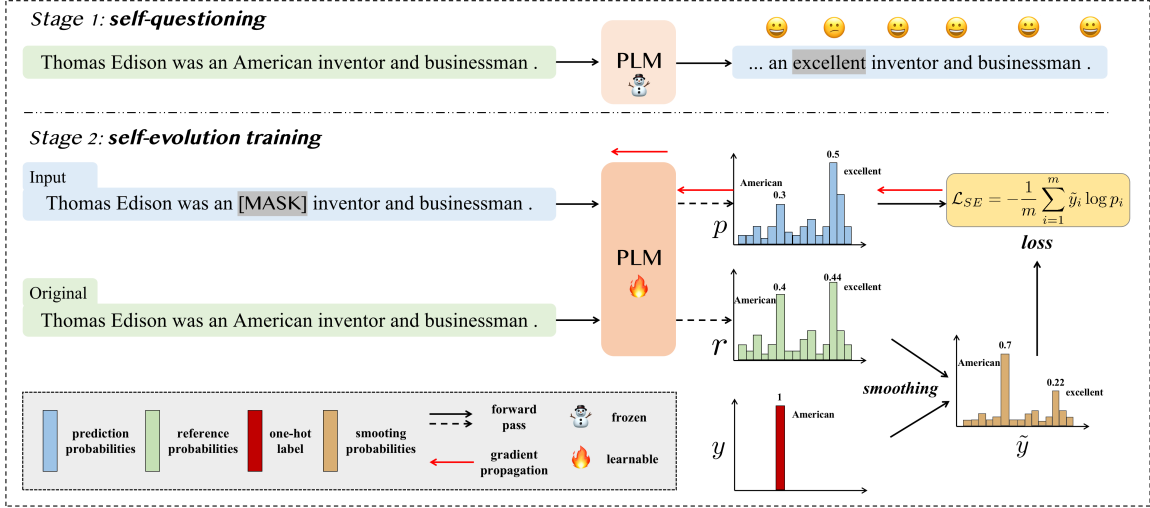 Stage 1: self-questioning
Thomas Edison was an American inventor and businessman .
PLM
... an excellent inventor and businessman .
Stage 2: self-evolution training
Input
Thomas Edison was an [MASK] inventor and businessman .
Original
Thomas Edison was an American inventor and businessman .
PLM
American
0.3
0.5
excellent
p
American
0.4
0.44
excellent
r
1
American
y
smoothing
American
0.7
0.22
excellent
ỹ
L_SE = -1/m ∑_{i=1}^{m} ỹ_i log p_i
loss
prediction
probabilities
reference
probabilities
one-hot
label
smooting
probabilities
forward
pass
gradient
propagation
frozen
learnable